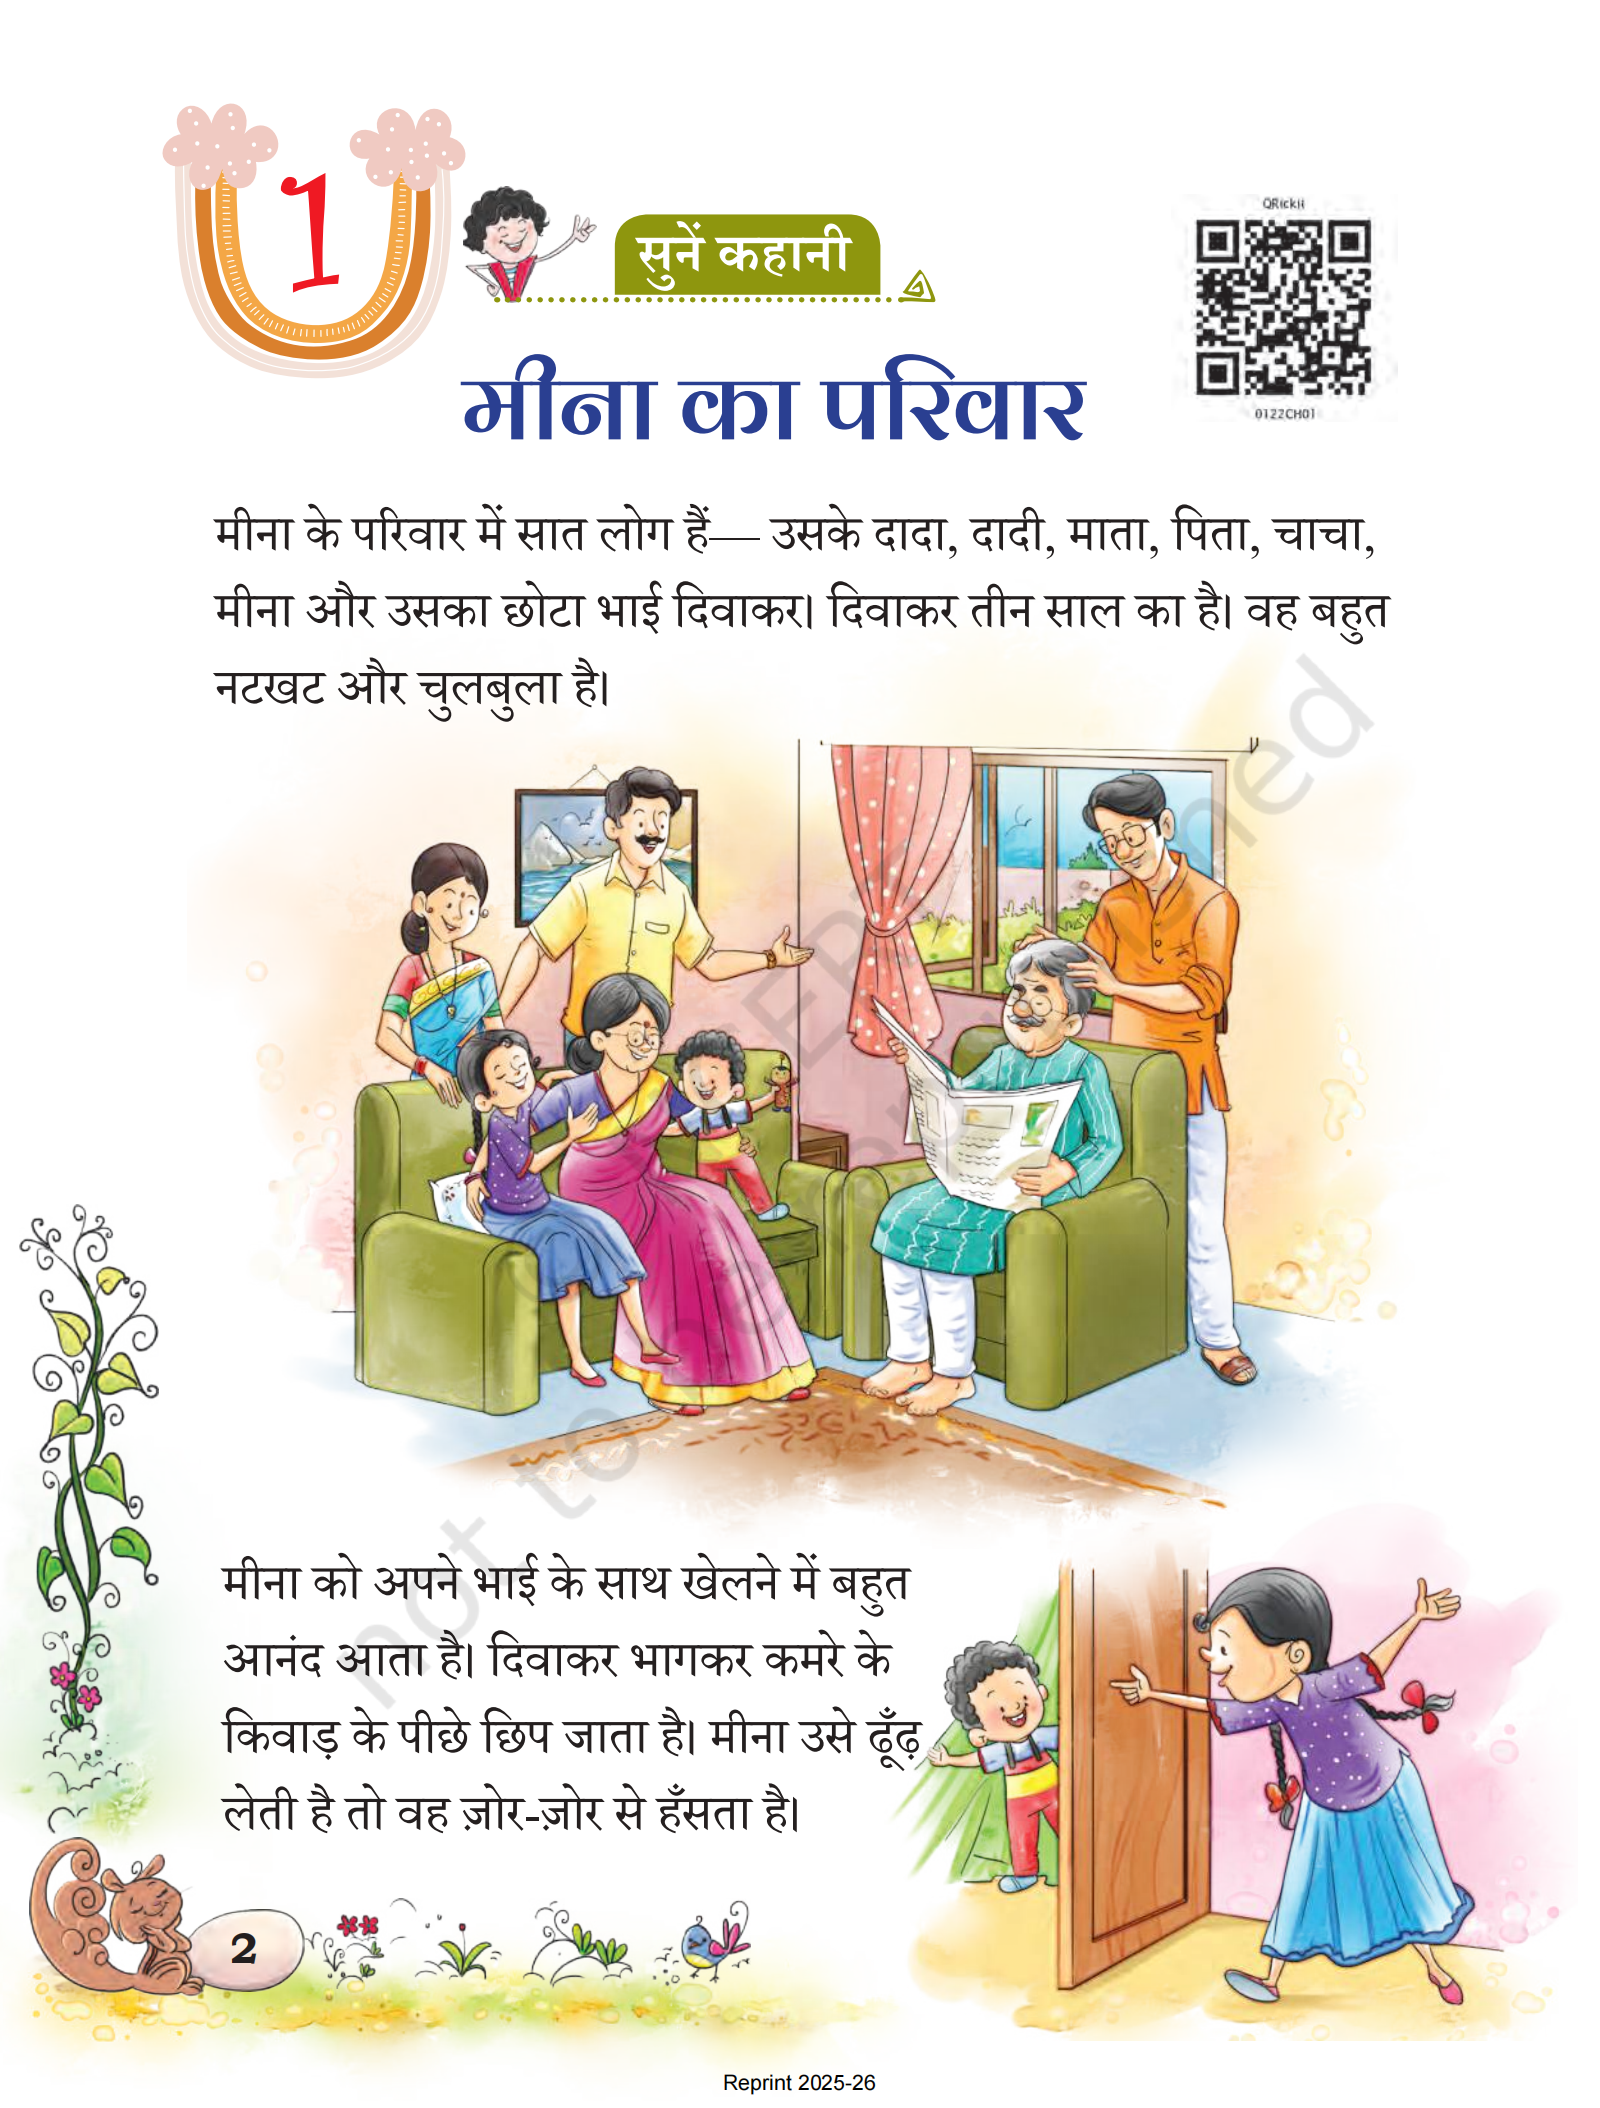 1
सुनें कहानी
QRickit
0122CH01
मीना का परिवार
मीना के परिवार में सात लोग हैं— उसके दादा, दादी, माता, पिता, चाचा,
मीना और उसका छोटा भाई दिवाकर। दिवाकर तीन साल का है। वह बहुत
नटखट और चुलबुला है।
मीना को अपने भाई के साथ खेलने में बहुत
आनंद आता है। दिवाकर भागकर कमरे के
किवाड़ के पीछे छिप जाता है। मीना उसे ढूँढ़
लेती है तो वह ज़ोर-ज़ोर से हँसता है।
2
Reprint 2025-26
not to be republished